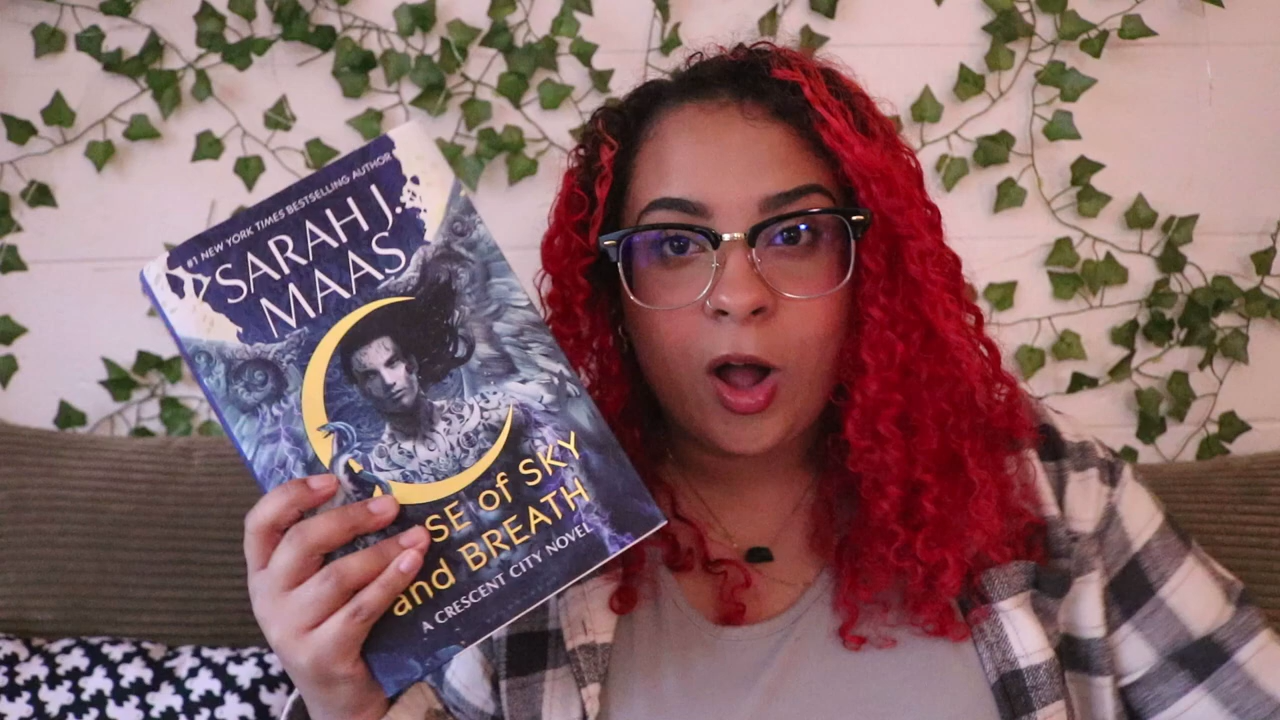 #1 NEW YORK TIMES BESTSELLING AUTHOR
SARAH J.
MAAS
SE of SKY
and BREATH
A CRESCENT CITY NOVEL